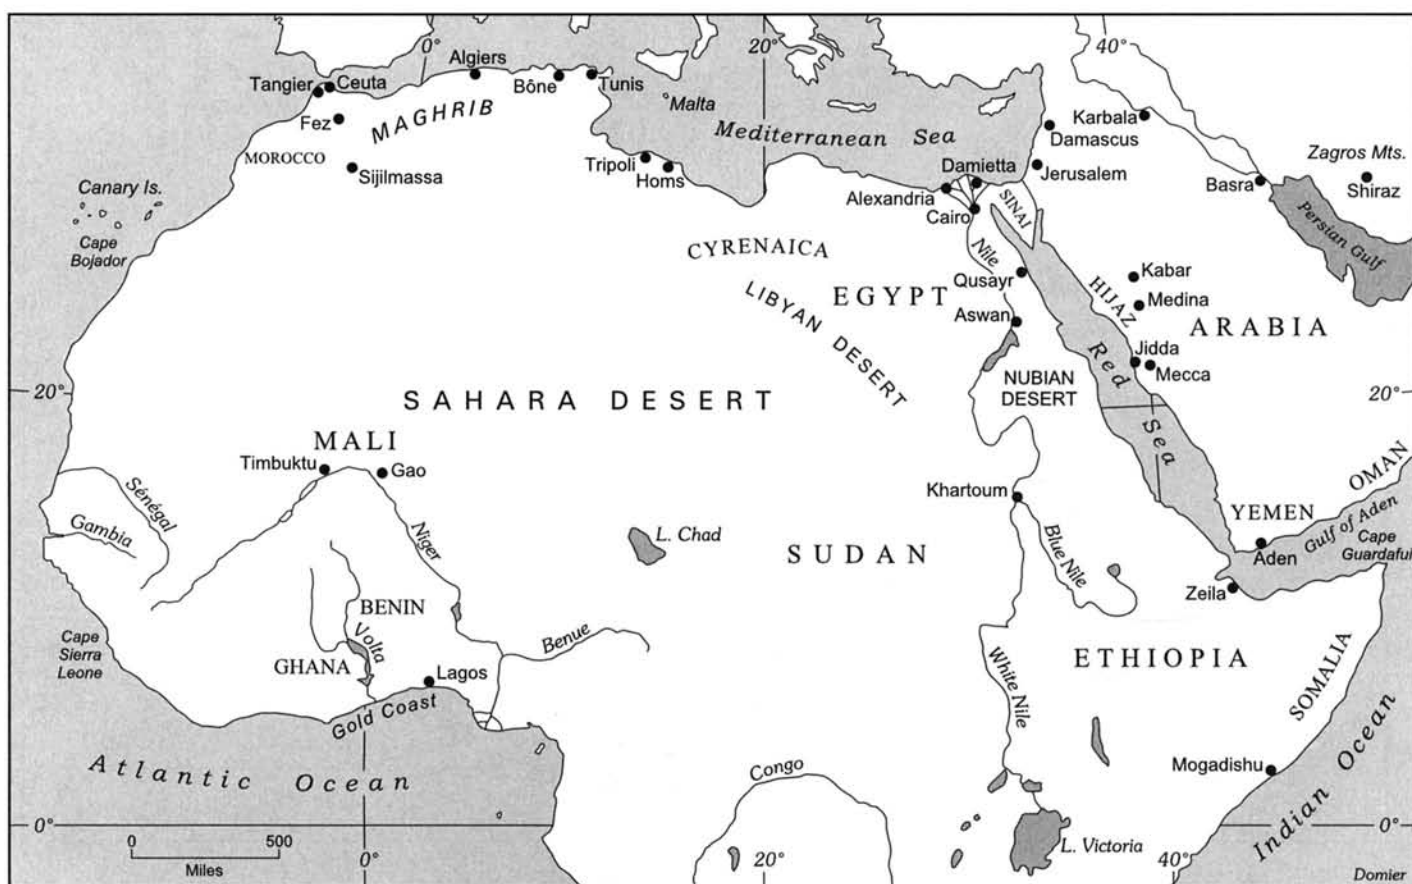 0°
20°
40°
Algiers
Tangier
Ceuta
Bône
Tunis
Malta
MAGHRIB
Fez
Mediterranean Sea
Karbala
Damascus
MOROCCO
Sijilmassa
Tripoli
Homs
Damietta
Jerusalem
Zagros Mts.
Shiraz
Basra
Canary Is.
Alexandria
Cairo
SINAI
Persian Gulf
Cape
Bojador
CYRENAICA
Nile
Qusayr
Kabar
HIJAZ
Medina
EGYPT
LIBYAN DESERT
Aswan
ARABIA
Jidda
Mecca
Red Sea
20°
SAHARA DESERT
NUBIAN
DESERT
20°
MALI
Timbuktu
Gao
OMAN
Sénégal
Khartoum
YEMEN
Gambia
Niger
L. Chad
Blue Nile
Gulf of Aden
Cape
Guardafui
Aden
SUDAN
Zeila
BENIN
Cape
Sierra
Leone
Volta
Benue
GHANA
Lagos
White Nile
ETHIOPIA
SOMALIA
Gold Coast
Atlantic Ocean
Congo
Mogadishu
Indian Ocean
0°
0°
0
500
Miles
0°
20°
L. Victoria
40°
Domier